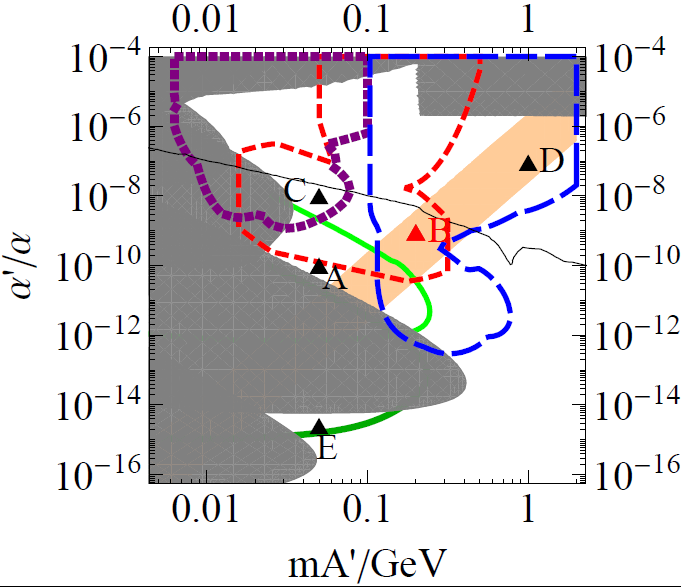 0.01 0.1 1
10⁻⁴ 10⁻⁴
10⁻⁶ 10⁻⁶
D
C
10⁻⁸ 10⁻⁸
B
10⁻¹⁰ 10⁻¹⁰
A
α'/α
10⁻¹² 10⁻¹²
10⁻¹⁴ 10⁻¹⁴
E
10⁻¹⁶ 10⁻¹⁶
0.01 0.1 1
mA'/GeV